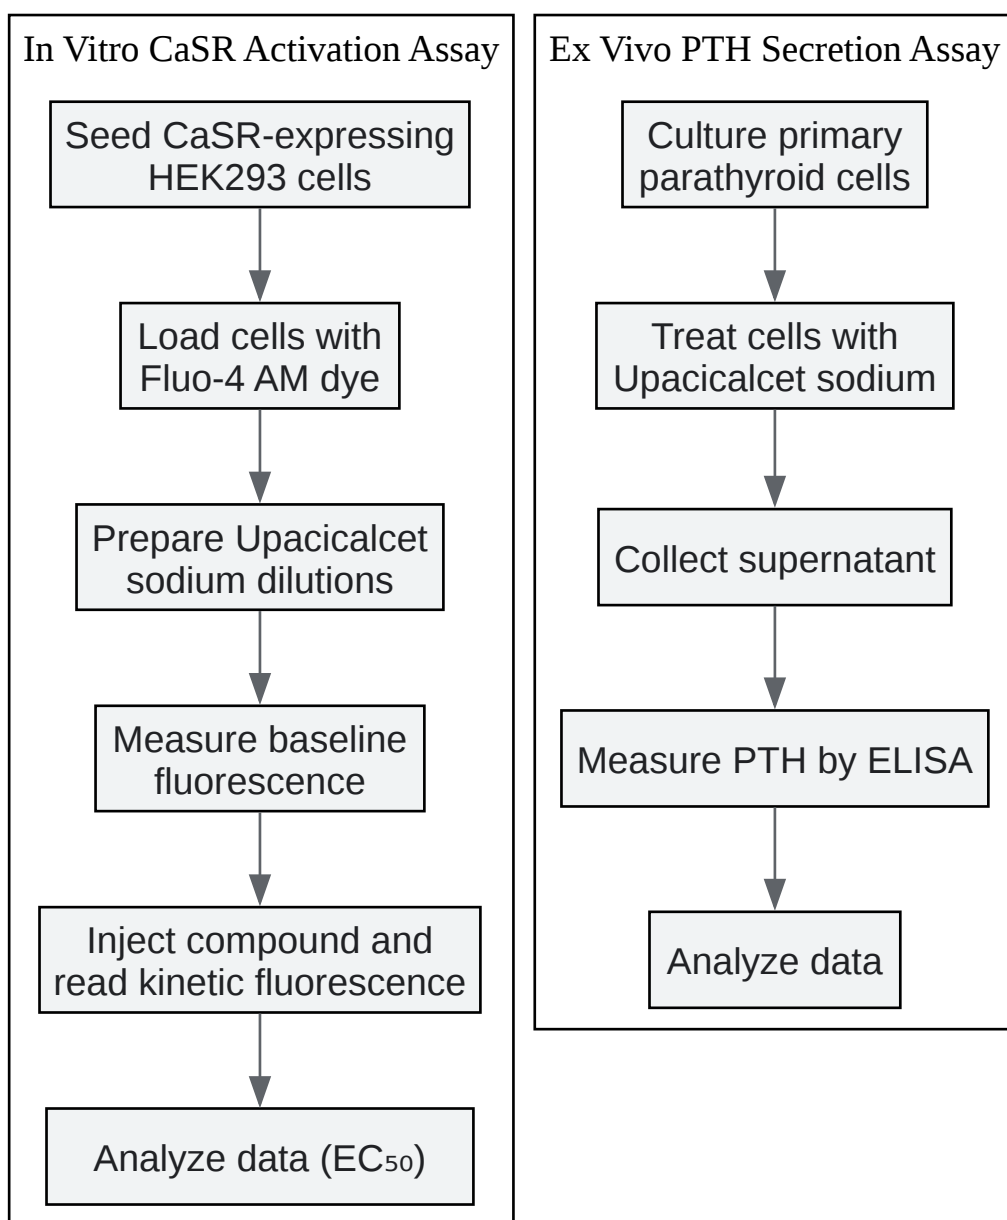 In Vitro CaSR Activation Assay
Seed CaSR-expressing
HEK293 cells
Load cells with
Fluo-4 AM dye
Prepare Upacicalcet
sodium dilutions
Measure baseline
fluorescence
Inject compound and
read kinetic fluorescence
Analyze data (EC₅₀)
Ex Vivo PTH Secretion Assay
Culture primary
parathyroid cells
Treat cells with
Upacicalcet sodium
Collect supernatant
Measure PTH by ELISA
Analyze data